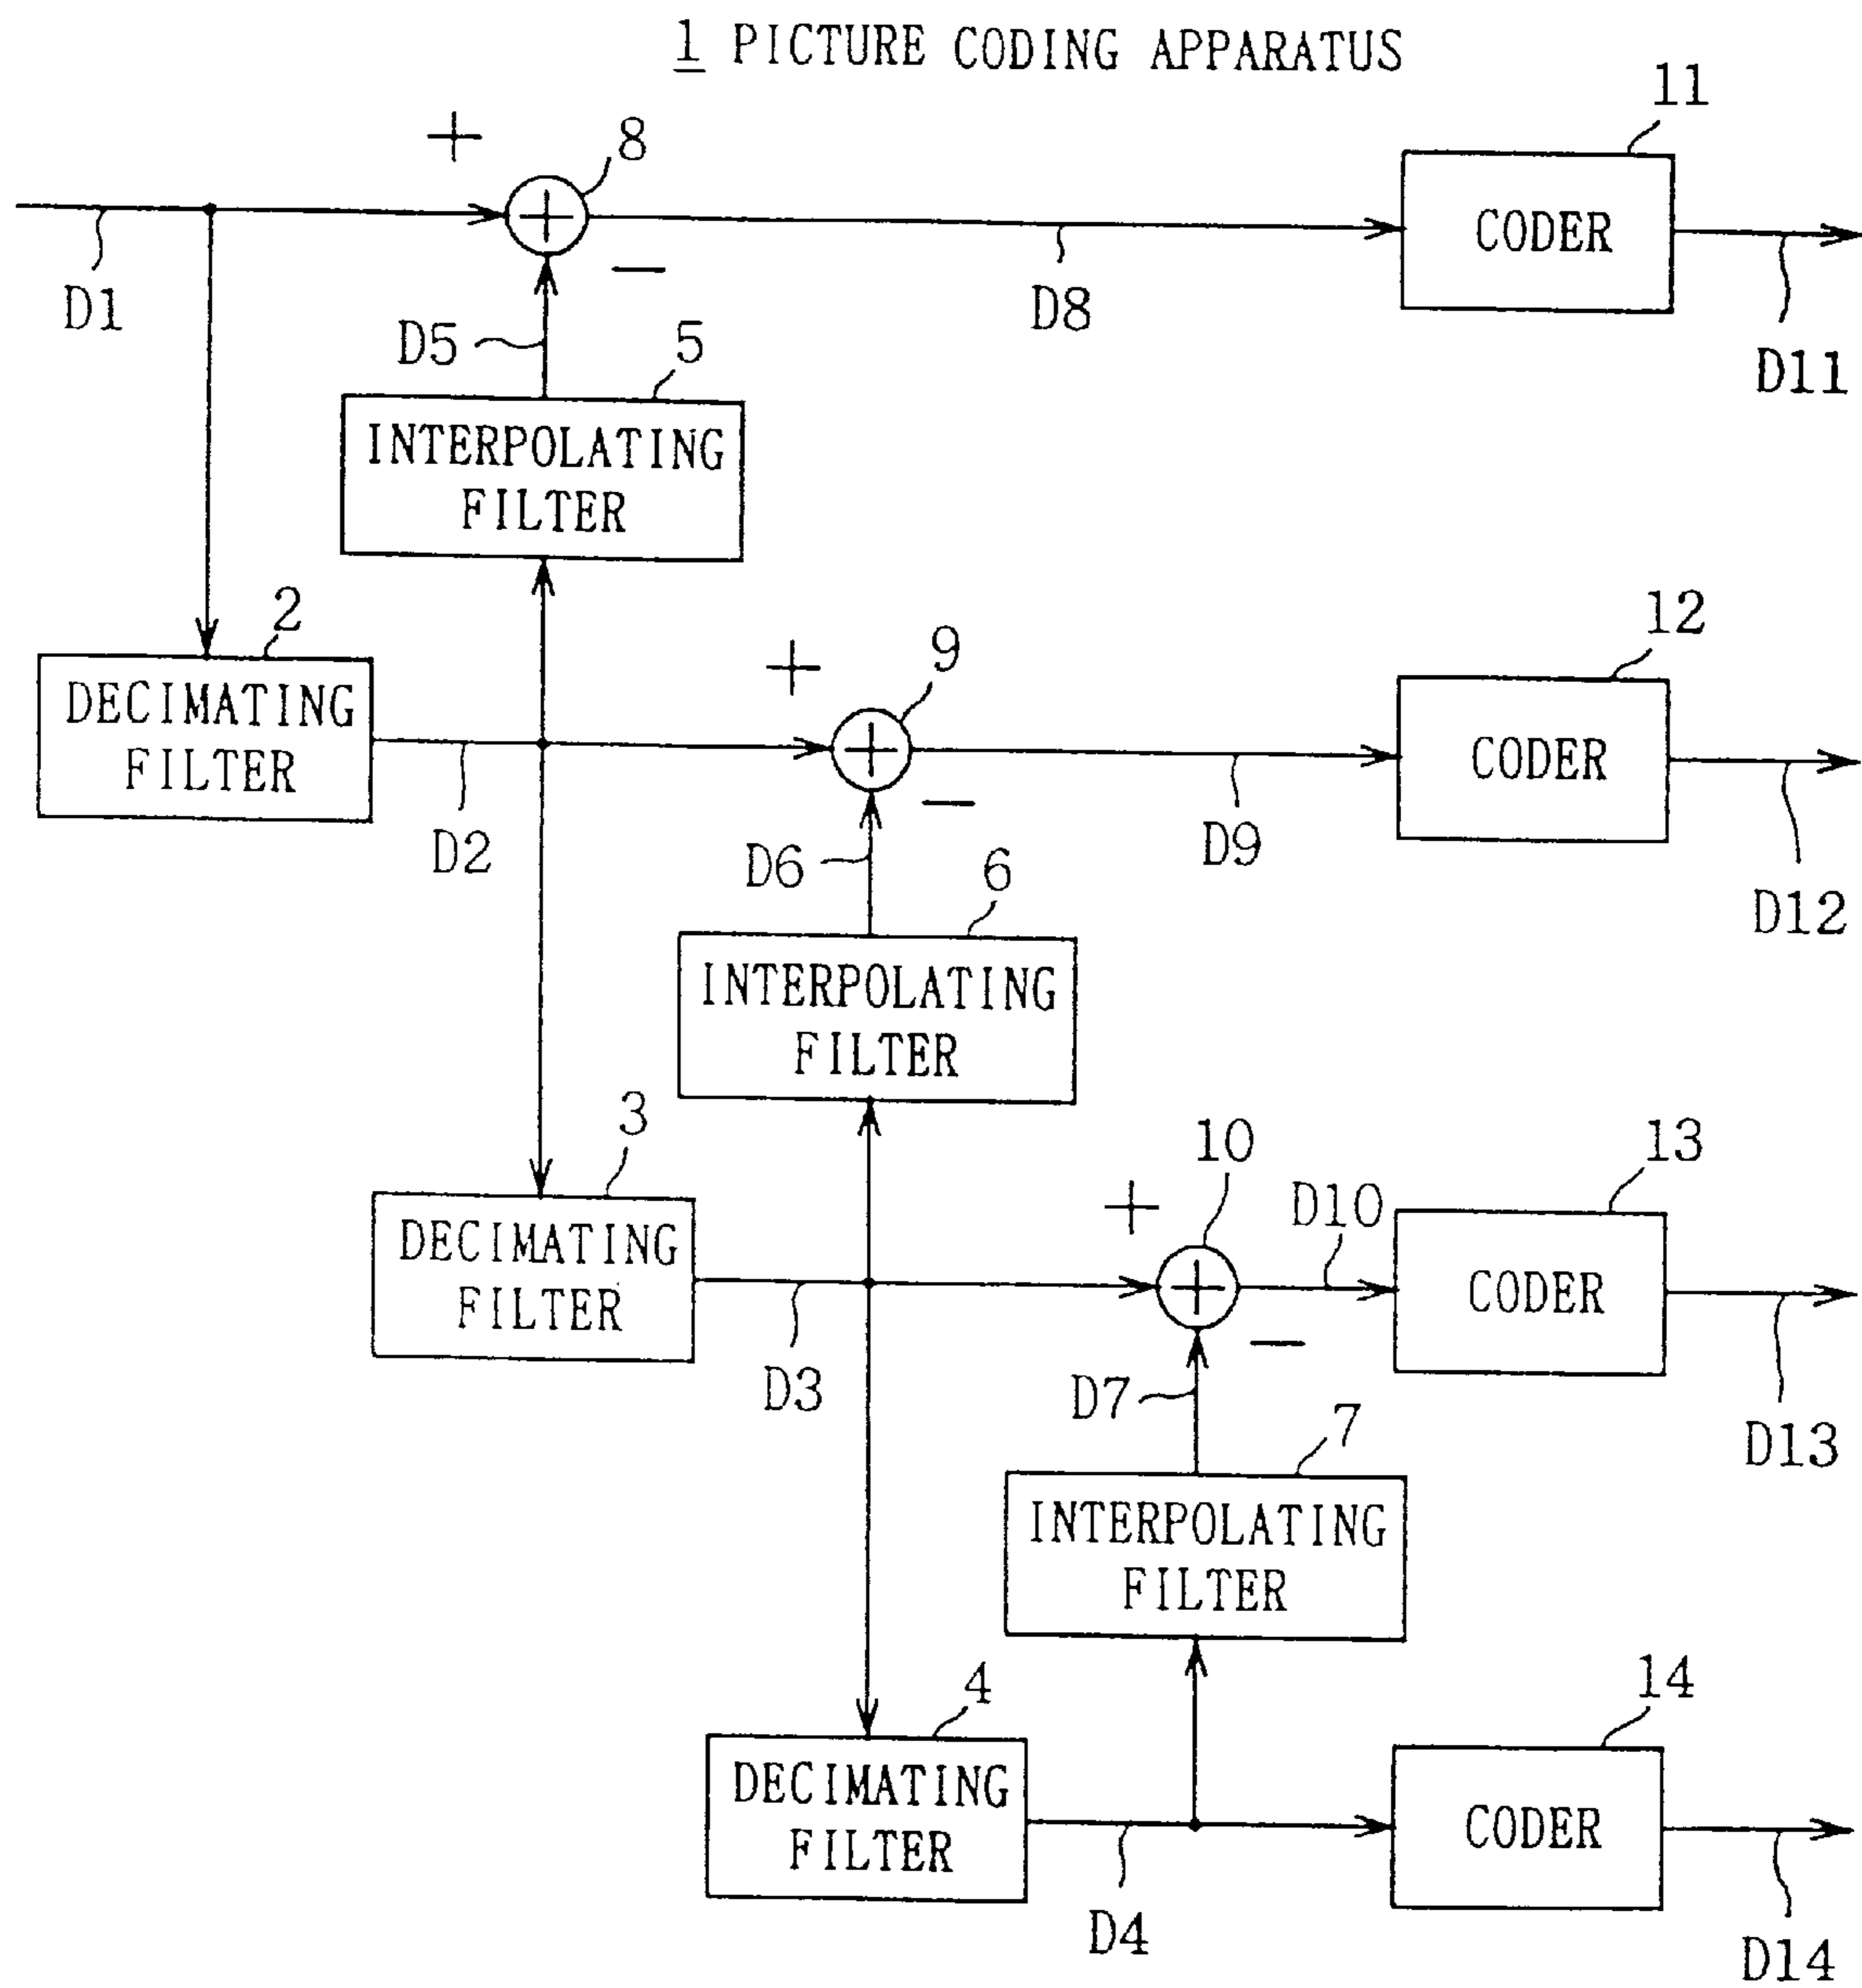 1 PICTURE CODING APPARATUS
11
+
8
CODER
D1
−
D8
D5
5
D11
INTERPOLATING
FILTER
2
12
+
9
DECIMATING
FILTER
CODER
−
D2
D9
D6
6
D12
INTERPOLATING
FILTER
3
10
13
+
D10
DECIMATING
FILTER
CODER
−
D3
D7
7
D13
INTERPOLATING
FILTER
4
14
DECIMATING
FILTER
CODER
D4
D14